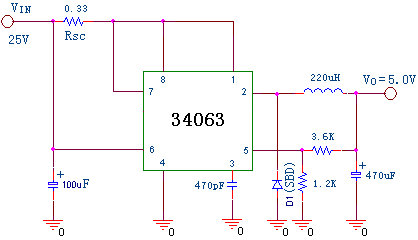 VIN
25V
0.33
Rsc
8
1
7
2
220uH
VO=5.0V
34063
6
5
3.6K
4
3
+
100uF
470pF
D1(SBD)
1.2K
+
470uF
0
0
0
0
0
0